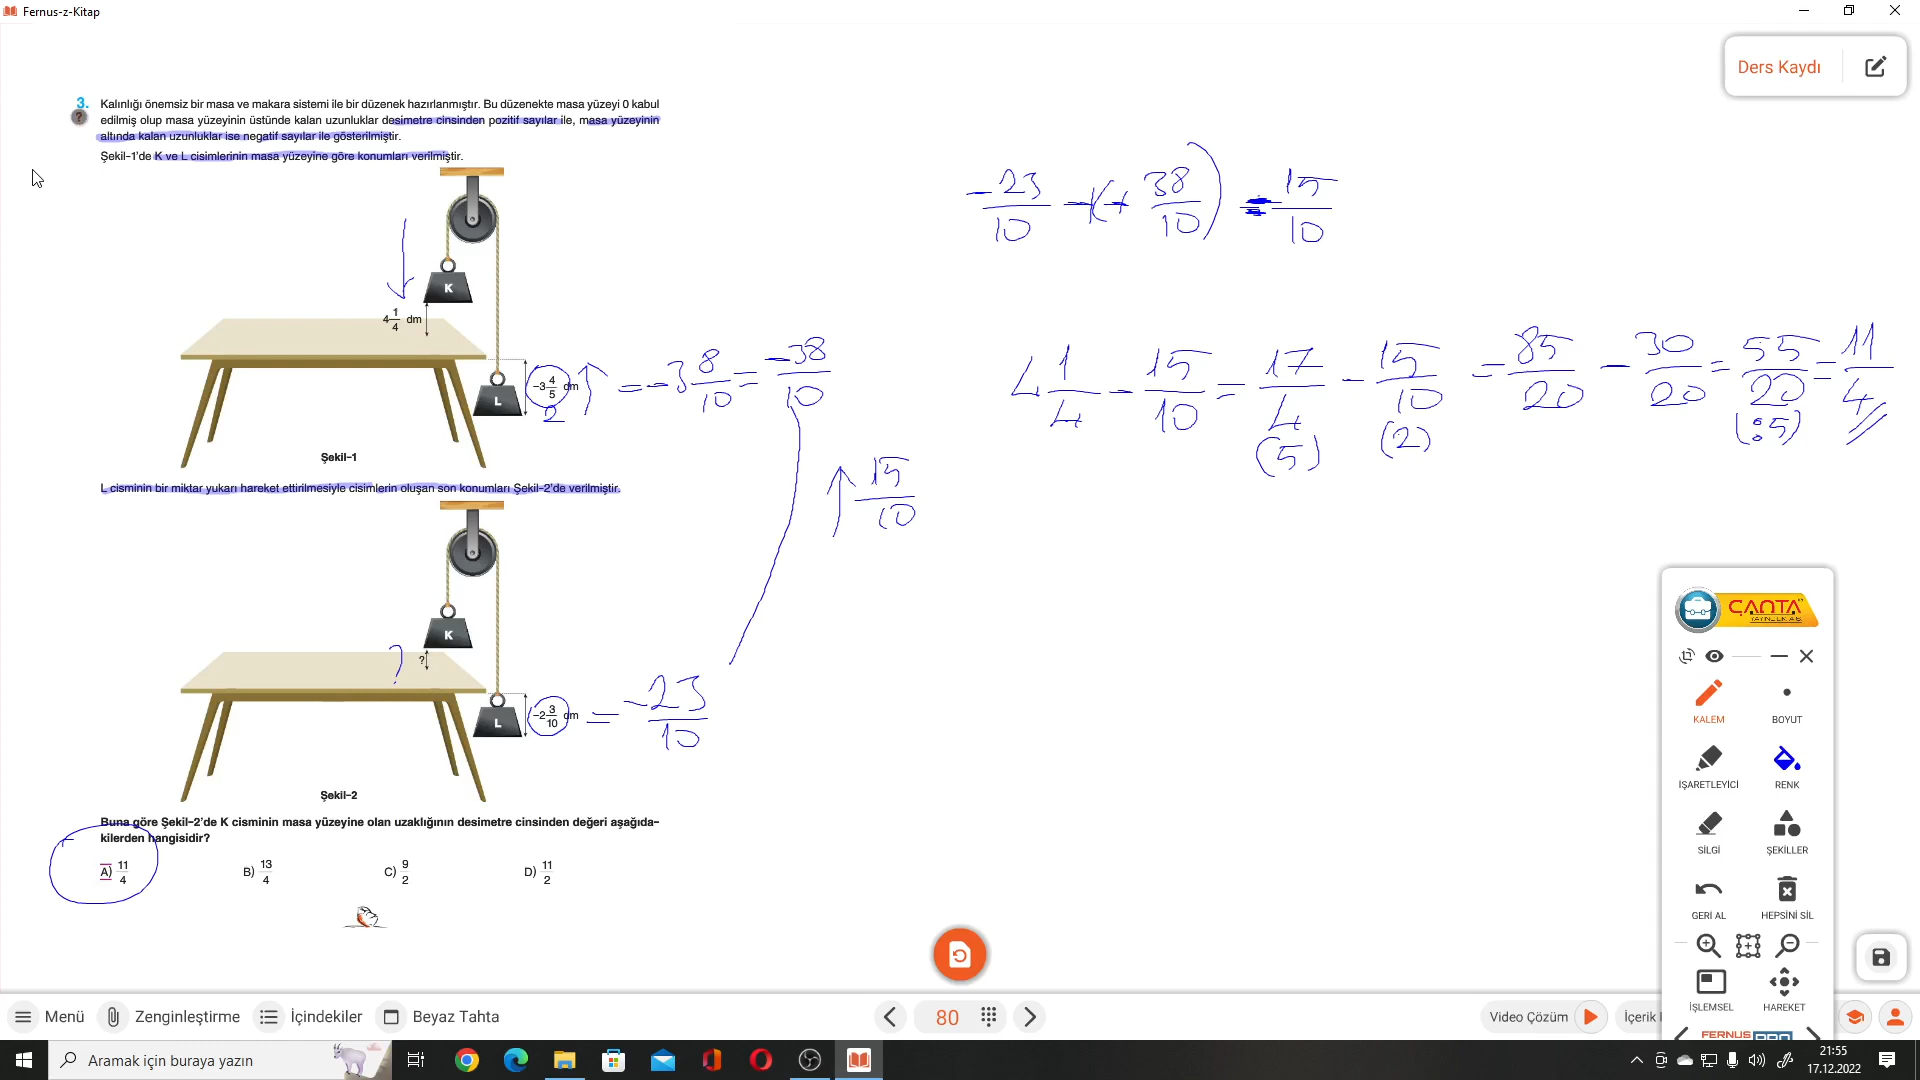 Fernus-z-Kitap
Ders Kaydı
3.
?
Kalınlığı önemsiz bir masa ve makara sistemi ile bir düzenek hazırlanmıştır. Bu düzenekte masa yüzeyi 0 kabul
edilmiş olup masa yüzeyinin üstünde kalan uzunluklar desimetre cinsinden pozitif sayılar ile, masa yüzeyinin
altında kalan uzunluklar ise negatif sayılar ile gösterilmiştir.
Şekil-1'de K ve L cisimlerinin masa yüzeyine göre konumları verilmiştir.
K
4 1/4 dm
L
-3 4/5 dm
2
= -3 8/10 = -38/10
Şekil-1
-23/10 - (+ 38/10) = 15/10
4 1/4 - 15/10 = 17/4 - 15/10 = 85/20 - 30/20 = 55/20 = 11/4
(5) (2) (:5)
15/10
L cisminin bir miktar yukarı hareket ettirilmesiyle cisimlerin oluşan son konumları Şekil-2'de verilmiştir.
K
?
?
L
-2 3/10 dm = -23/10
Şekil-2
Buna göre Şekil-2'de K cisminin masa yüzeyine olan uzaklığının desimetre cinsinden değeri aşağıda-
kilerden hangisidir?
A) 11/4 B) 13/4 C) 9/2 D) 11/2
ÇANTA
YAYINCILIK
KALEM BOYUT
İŞARETLEYİCİ RENK
SİLGİ ŞEKİLLER
GERİ AL HEPSİNİ SİL
İŞLEMSEL HAREKET
FERNUS
Menü Zenginleştirme İçindekiler Beyaz Tahta 80 Video Çözüm İçerik
Aramak için buraya yazın
21:55
17.12.2022